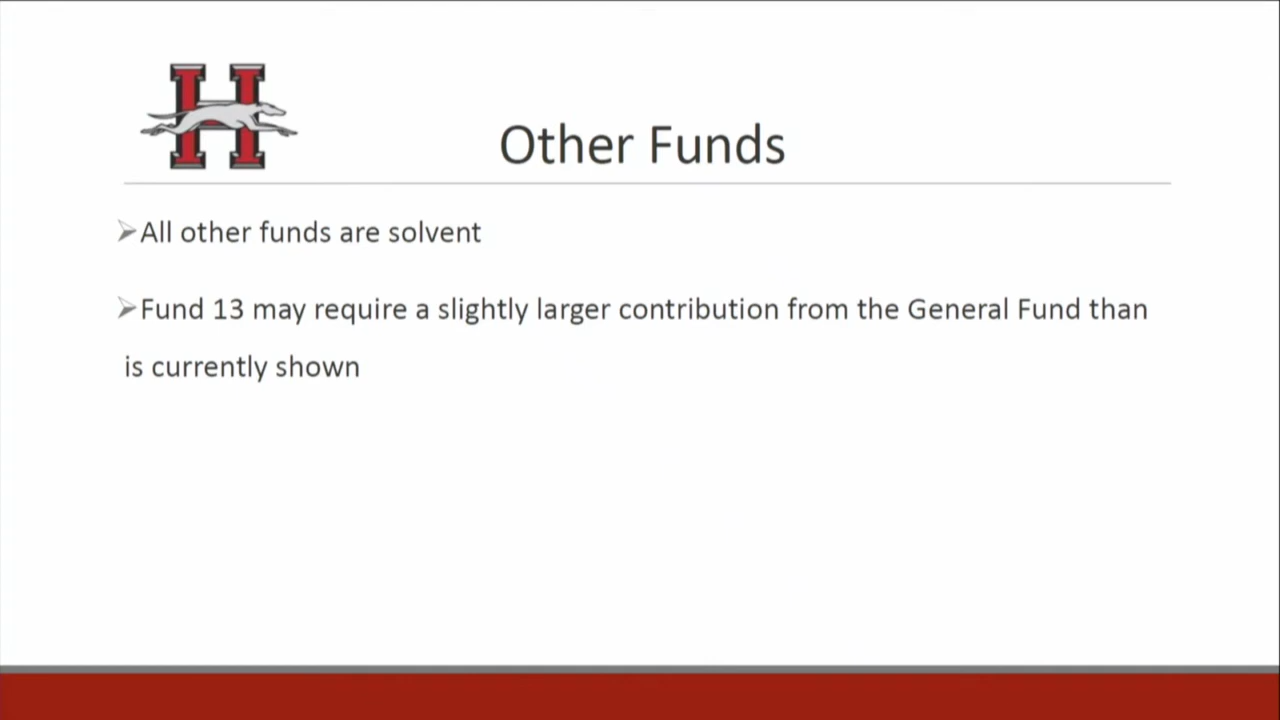 H
Other Funds
All other funds are solvent
Fund 13 may require a slightly larger contribution from the General Fund than
is currently shown